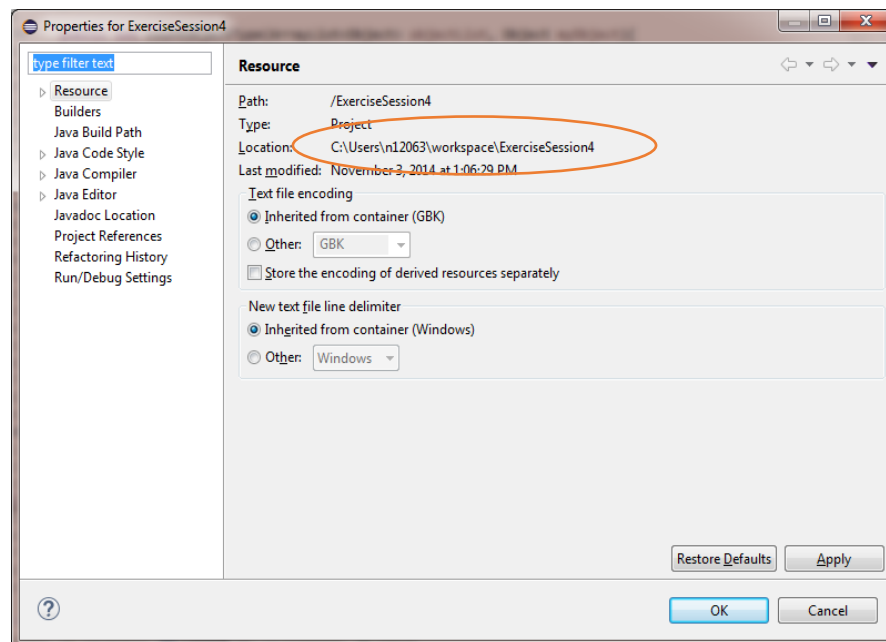 Properties for ExerciseSession4
type filter text
Resource
Builders
Java Build Path
Java Code Style
Java Compiler
Java Editor
Javadoc Location
Project References
Refactoring History
Run/Debug Settings
Resource
Path: /ExerciseSession4
Type: Project
Location: C:\Users\n12063\workspace\ExerciseSession4
Last modified: November 3, 2014 at 1:06:29 PM
Text file encoding
Inherited from container (GBK)
Other: GBK
Store the encoding of derived resources separately
New text file line delimiter
Inherited from container (Windows)
Other: Windows
Restore Defaults Apply
? OK Cancel